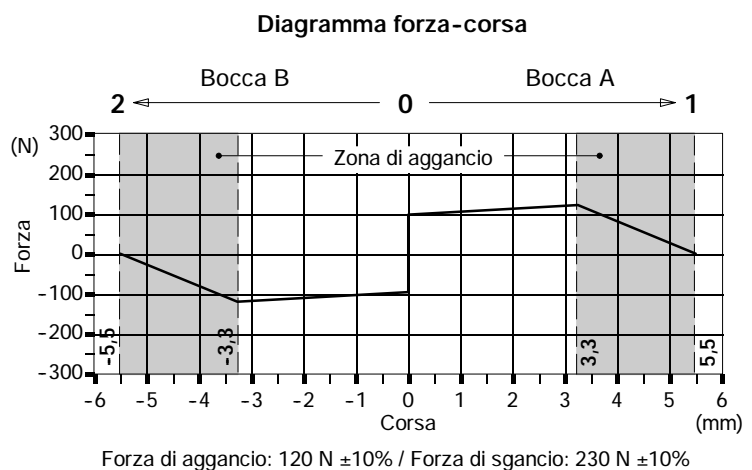 Diagramma forza-corsa
Bocca B
Bocca A
2
0
1
(N)
300
200
100
0
-100
-200
-300
Forza
Zona di aggancio
-5,5
-3,3
3,3
5,5
-6 -5 -4 -3 -2 -1 0 1 2 3 4 5 6
Corsa
(mm)
Forza di aggancio: 120 N ±10% / Forza di sgancio: 230 N ±10%